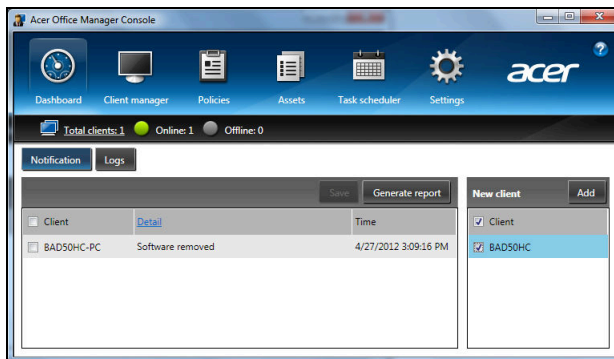 Acer Office Manager Console
?
acer
Dashboard Client manager Policies Assets Task scheduler Settings
Total clients: 1 Online: 1 Offline: 0
Notification Logs
Save Generate report New client Add
Client Detail Time Client
BAD50HC-PC Software removed 4/27/2012 3:09:16 PM BAD50HC